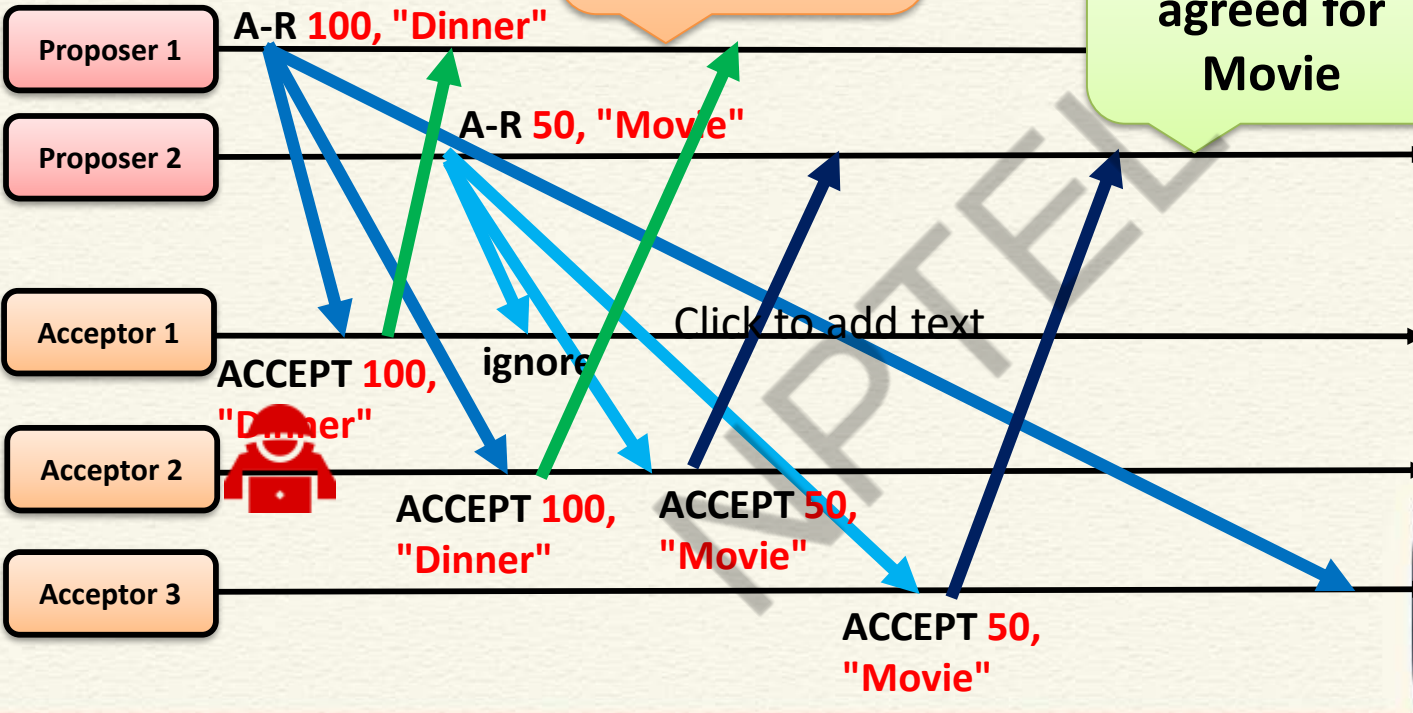 agreed for
Movie
A-R 100, "Dinner"
Proposer 1
A-R 50, "Movie"
Proposer 2
Click to add text
Acceptor 1
ignore
ACCEPT 100,
"Dinner"
Acceptor 2
ACCEPT 100,
"Dinner"
ACCEPT 50,
"Movie"
Acceptor 3
ACCEPT 50,
"Movie"
NPTEL